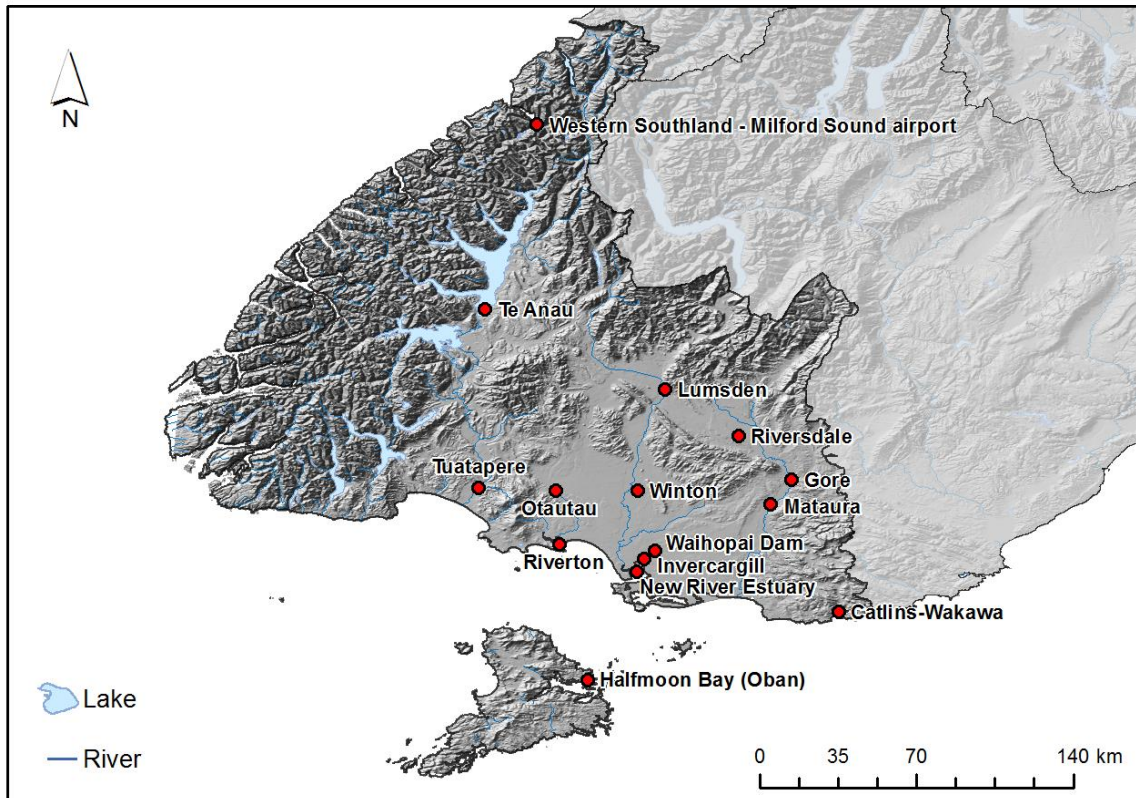 N
Western Southland - Milford Sound airport
Te Anau
Lumsden
Riversdale
Tuatapere
Gore
Otautau
Winton
Mataura
Waihopai Dam
Riverton
Invercargill
New River Estuary
Catlins-Wakawa
Halfmoon Bay (Oban)
Lake
River
0 35 70 140 km